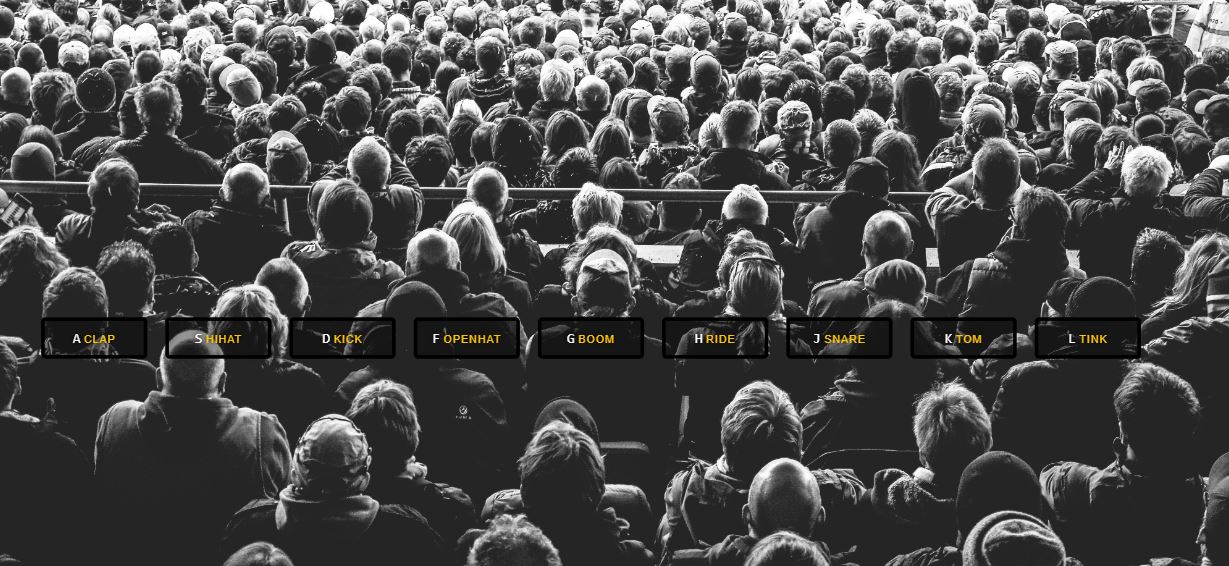 A CLAP
S HIHAT
D KICK
F OPENHAT
G BOOM
H RIDE
J SNARE
K TOM
L TINK